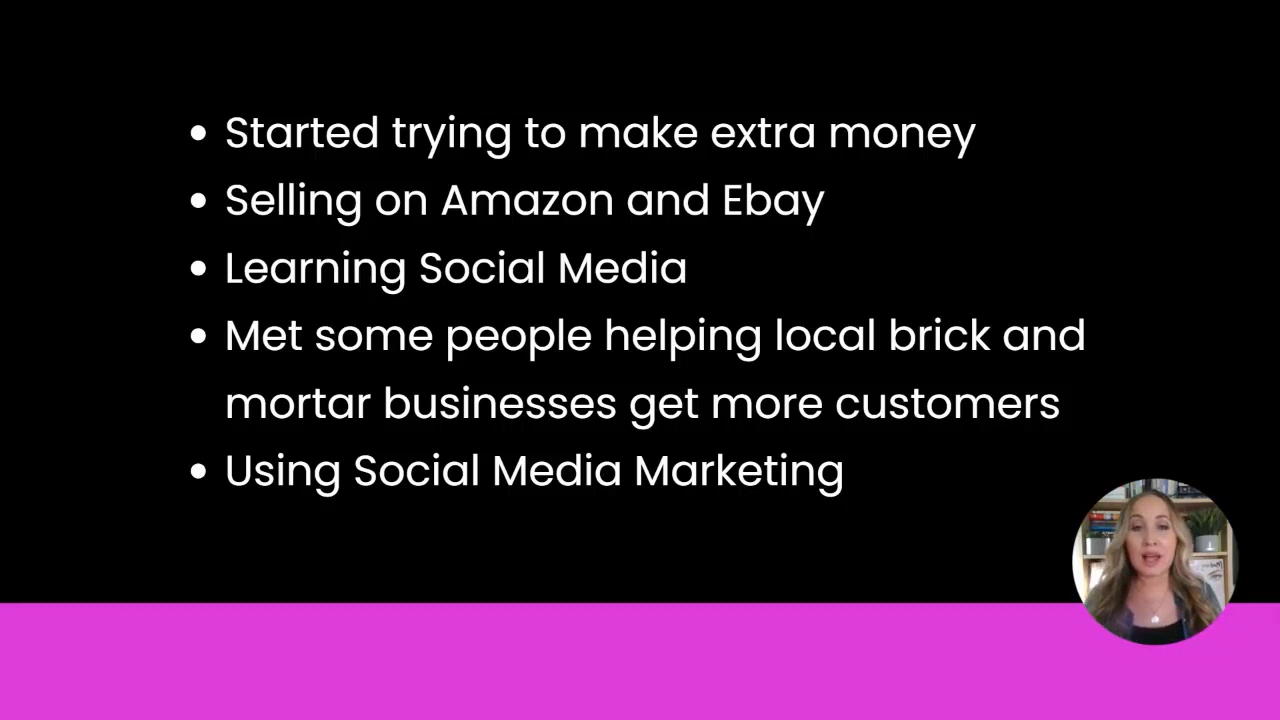 • Started trying to make extra money
• Selling on Amazon and Ebay
• Learning Social Media
• Met some people helping local brick and
mortar businesses get more customers
• Using Social Media Marketing